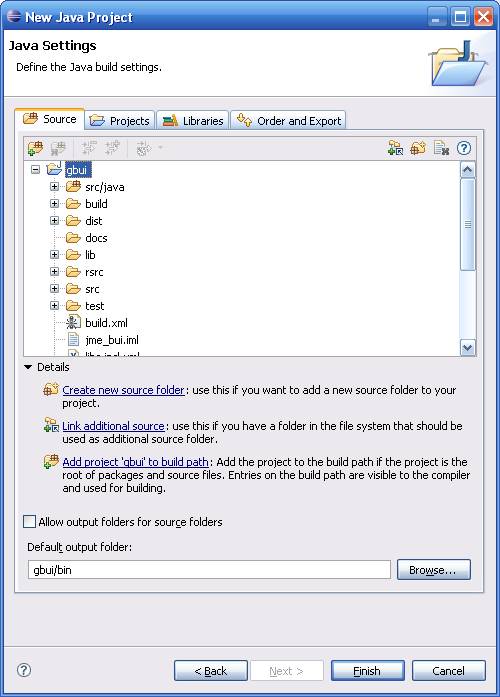 New Java Project
Java Settings
Define the Java build settings.
Source Projects Libraries Order and Export
gbui
src/java
build
dist
docs
lib
rsrc
src
test
build.xml
jme_bui.iml
Details
Create new source folder: use this if you want to add a new source folder to your
project.
Link additional source: use this if you have a folder in the file system that should be
used as additional source folder.
Add project 'gbui' to build path: Add the project to the build path if the project is the
root of packages and source files. Entries on the build path are visible to the compiler
and used for building.
Allow output folders for source folders
Default output folder:
gbui/bin
Browse...
< Back Next > Finish Cancel